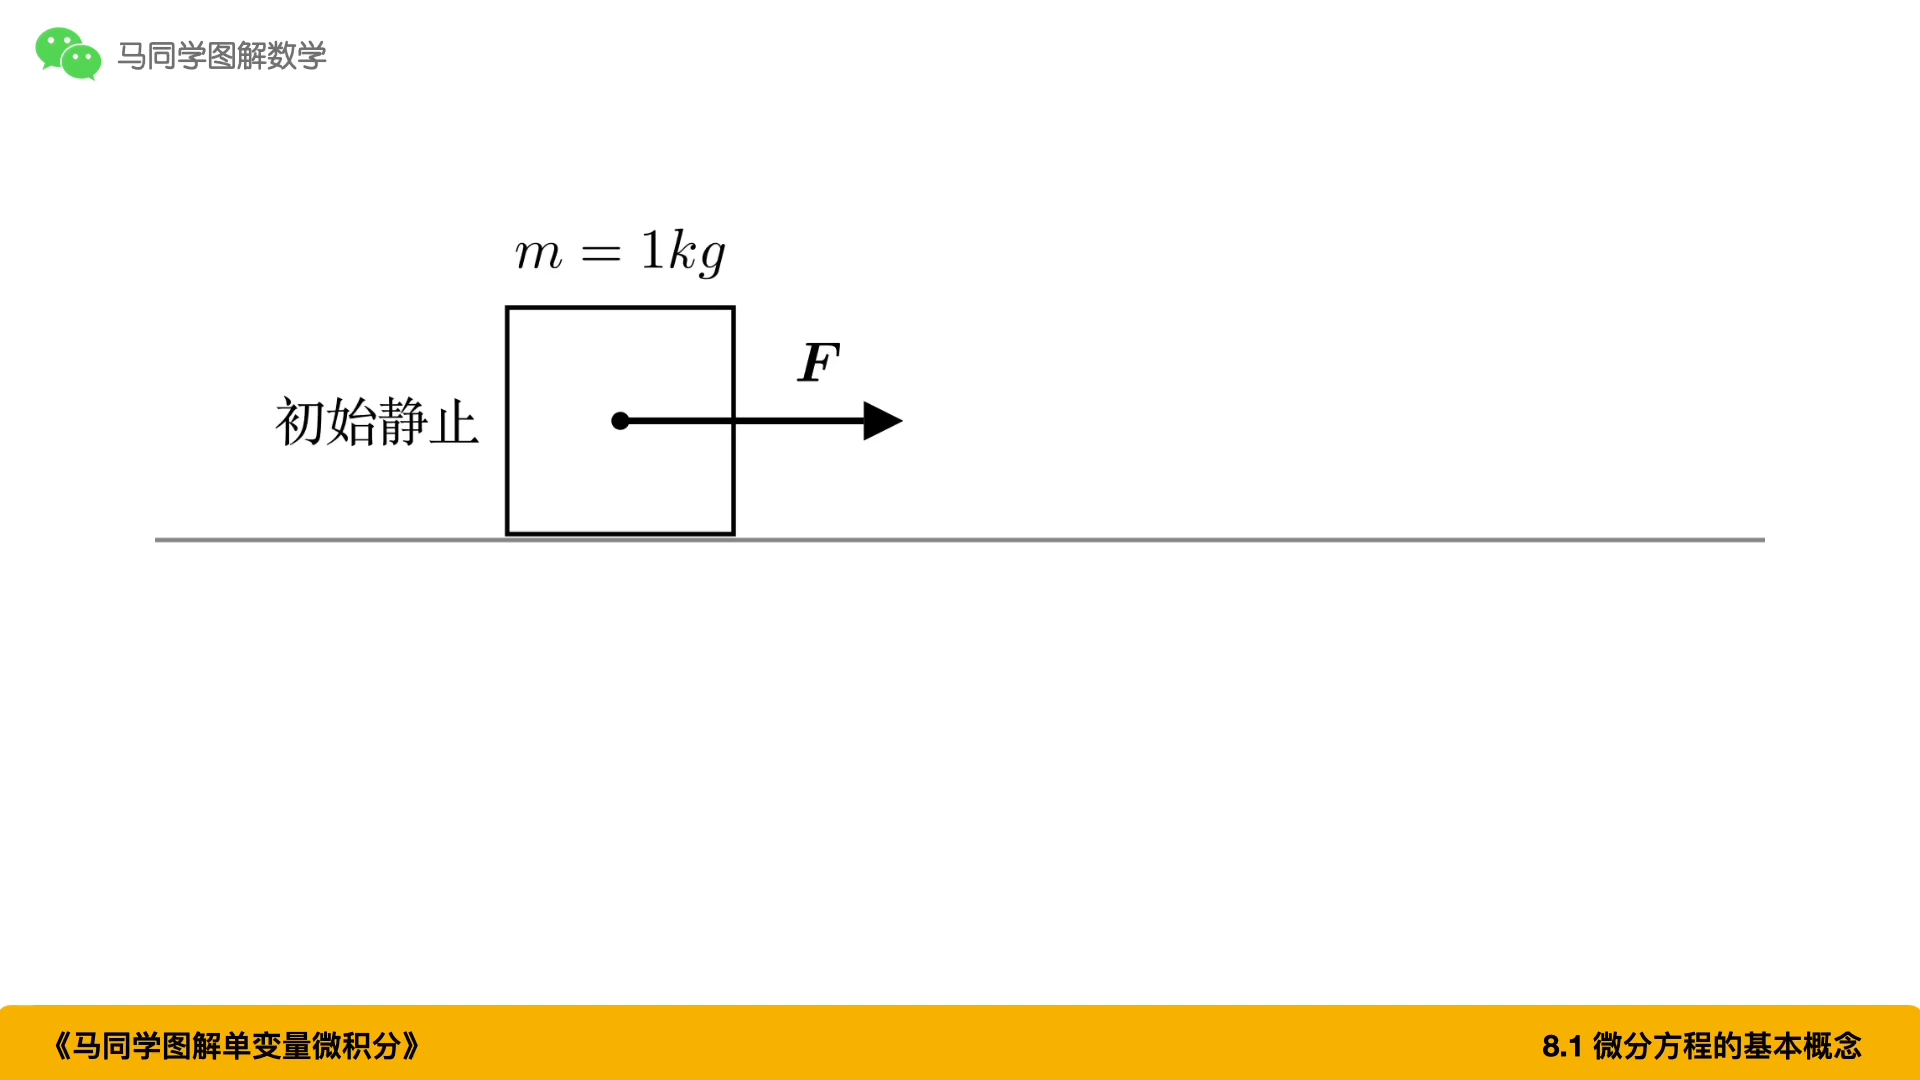 马同学图解数学
m = 1kg
F
初始静止
《马同学图解单变量微积分》
8.1 微分方程的基本概念